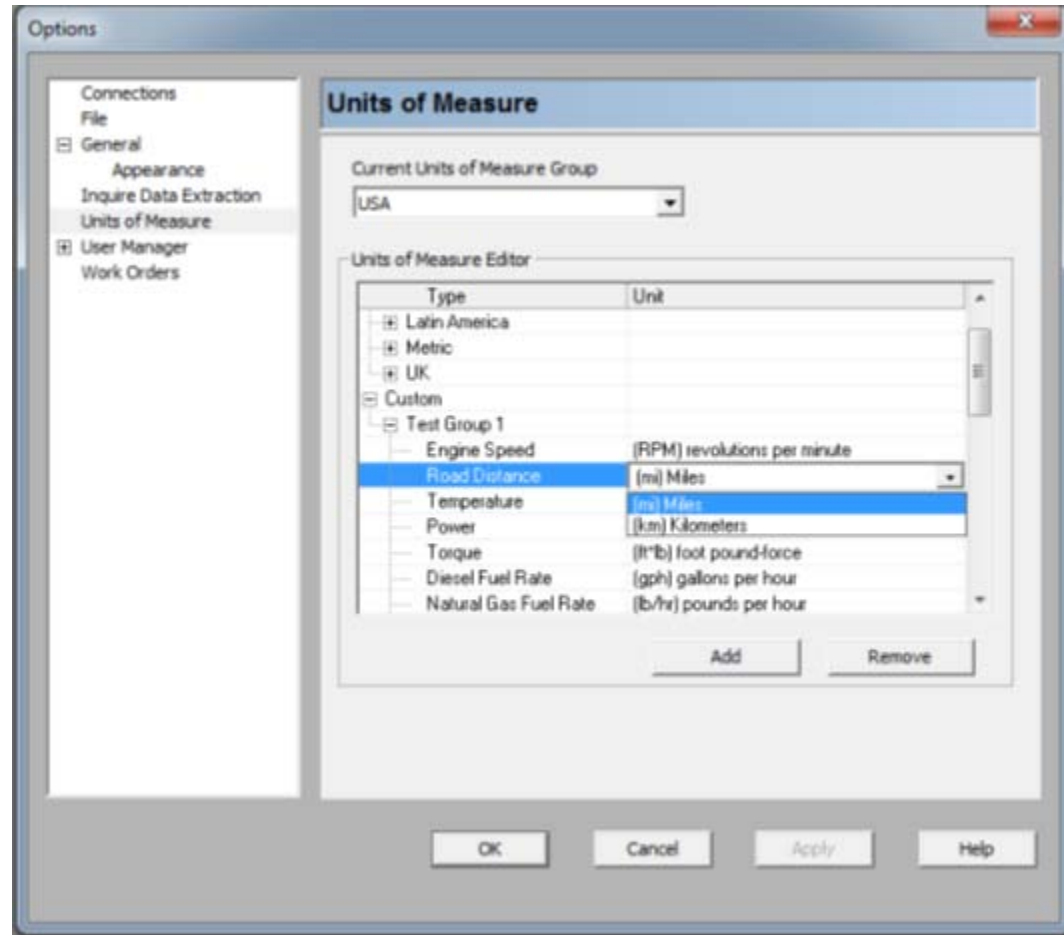 Options
Connections
File
General
Appearance
Inquire Data Extraction
Units of Measure
User Manager
Work Orders
Units of Measure
Current Units of Measure Group
USA
Units of Measure Editor
Type Unit
Latin America
Metric
UK
Custom
Test Group 1
Engine Speed (RPM) revolutions per minute
Road Distance (mi) Miles
Temperature (mi) Miles
Power (km) Kilometers
Torque (ft*lb) foot pound-force
Diesel Fuel Rate (gph) gallons per hour
Natural Gas Fuel Rate (lb/hr) pounds per hour
Add Remove
OK Cancel Apply Help